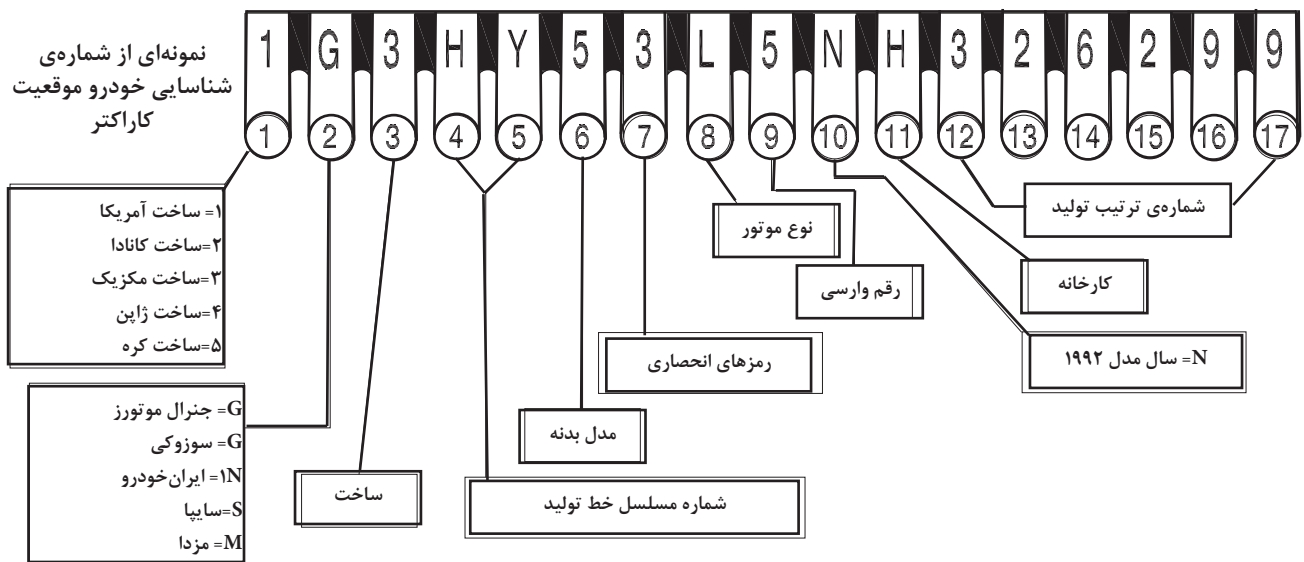 نمونه‌ای از شماره‌ی
شناسایی خودرو موقعیت
کاراکتر
1 G 3 H Y 5 3 L 5 N H 3 2 6 2 9 9
1 2 3 4 5 6 7 8 9 10 11 12 13 14 15 16 17
۱= ساخت آمریکا
۲=ساخت کانادا
۳=ساخت مکزیک
۴=ساخت ژاپن
۵=ساخت کره
G= جنرال موتورز
G= سوزوکی
۱N= ایران‌خودرو
S=سایپا
M= مزدا
ساخت
شماره مسلسل خط تولید
مدل بدنه
رمزهای انحصاری
نوع موتور
رقم وارسی
N= سال مدل ۱۹۹۲
کارخانه
شماره‌ی ترتیب تولید